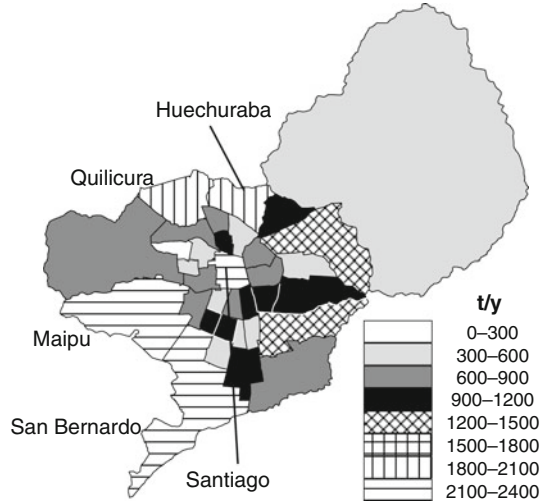 Huechuraba
Quilicura
Maipu
San Bernardo
Santiago
t/y
0–300
300–600
600–900
900–1200
1200–1500
1500–1800
1800–2100
2100–2400